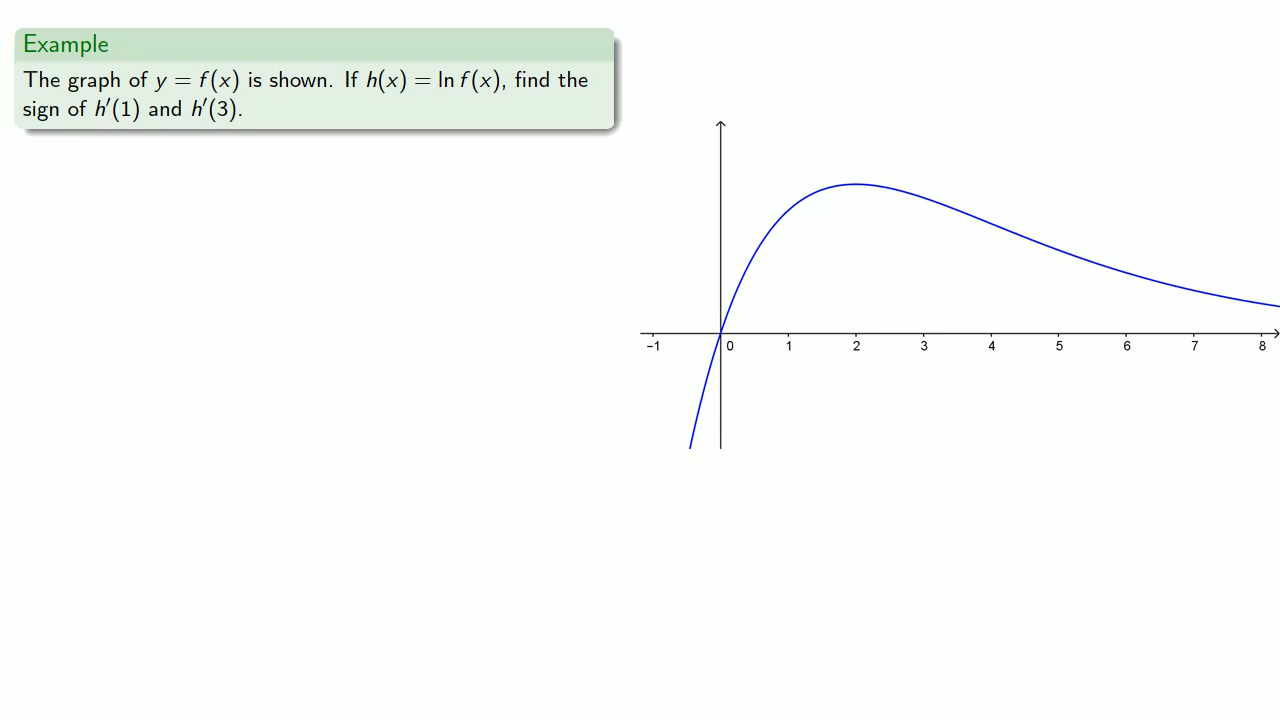 Example
The graph of y = f(x) is shown. If h(x) = ln f(x), find the
sign of h′(1) and h′(3).
−1 0 1 2 3 4 5 6 7 8